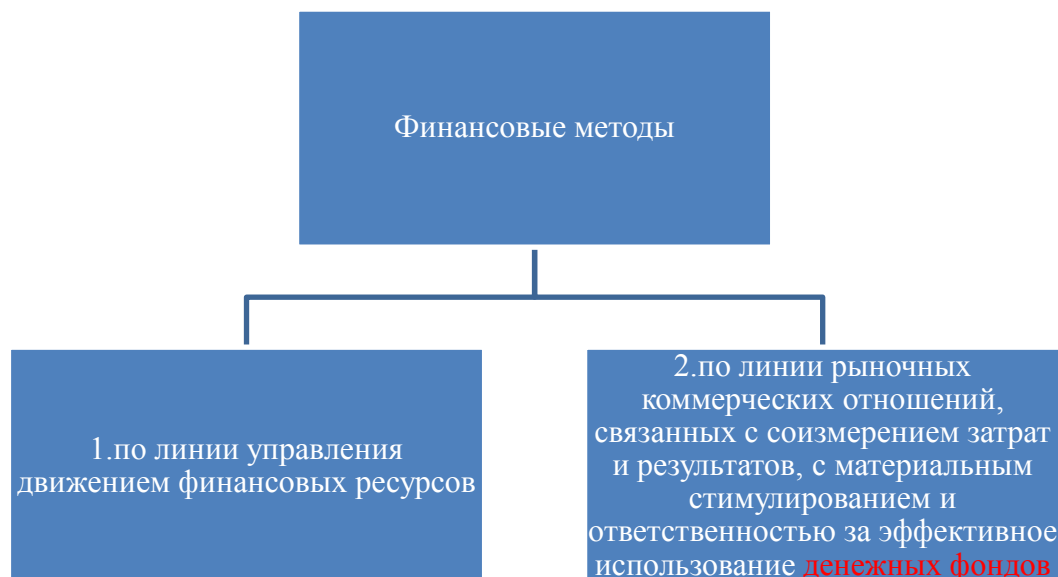 Финансовые методы
1.по линии управления
движением финансовых ресурсов
2.по линии рыночных
коммерческих отношений,
связанных с соизмерением затрат
и результатов, с материальным
стимулированием и
ответственностью за эффективное
использование денежных фондов